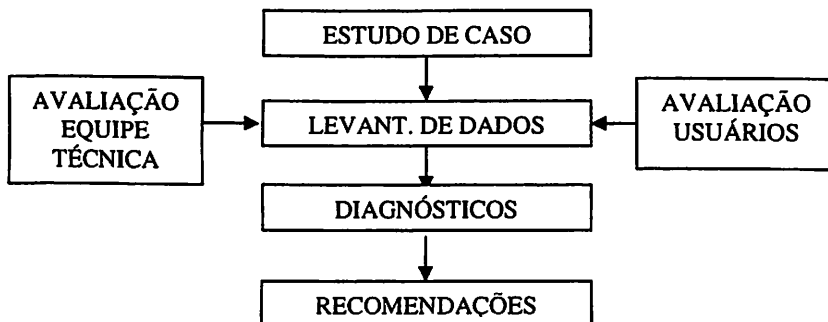 ESTUDO DE CASO
AVALIAÇÃO
EQUIPE
TÉCNICA
LEVANT. DE DADOS
AVALIAÇÃO
USUÁRIOS
DIAGNÓSTICOS
RECOMENDAÇÕES